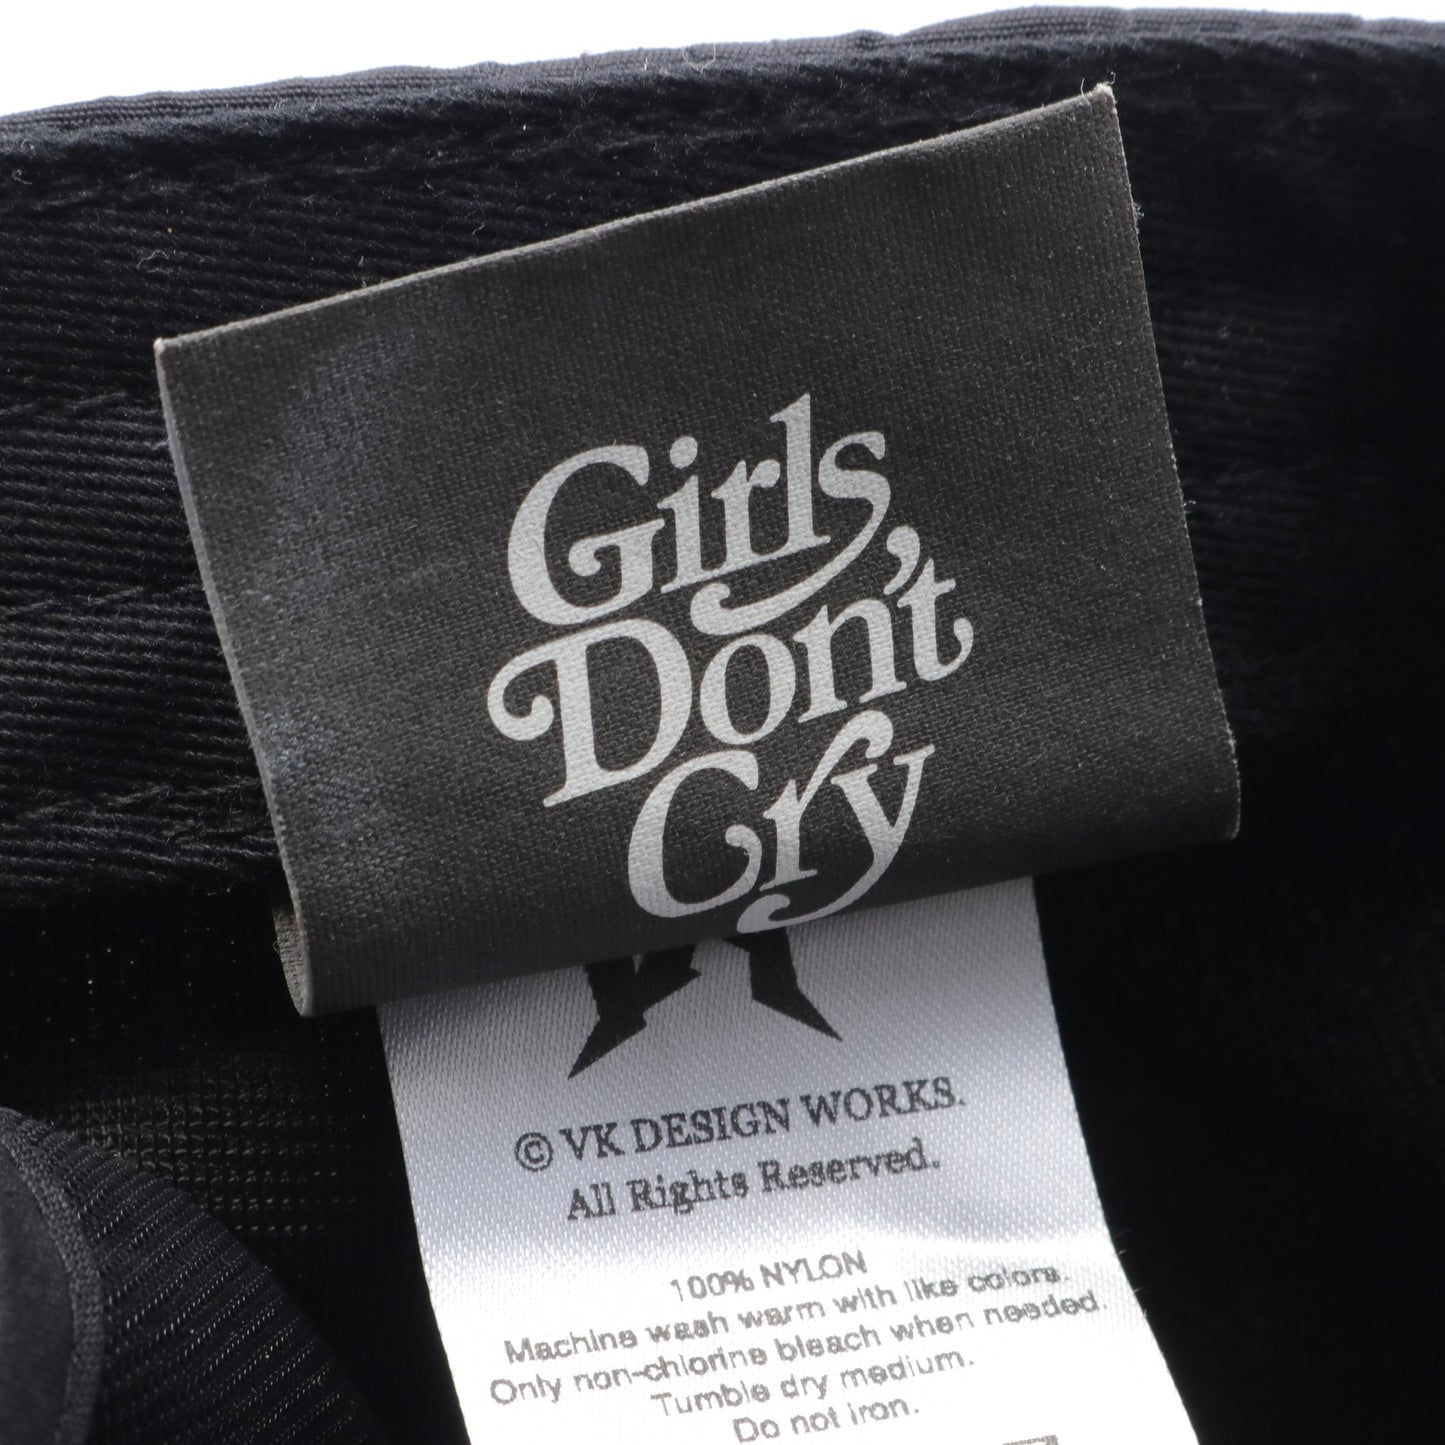 Girls
Don't
Cry
© VK DESIGN WORKS.
All Rights Reserved.
100% NYLON
Machine wash warm with like colors.
Only non-chlorine bleach when needed.
Tumble dry medium.
Do not iron.